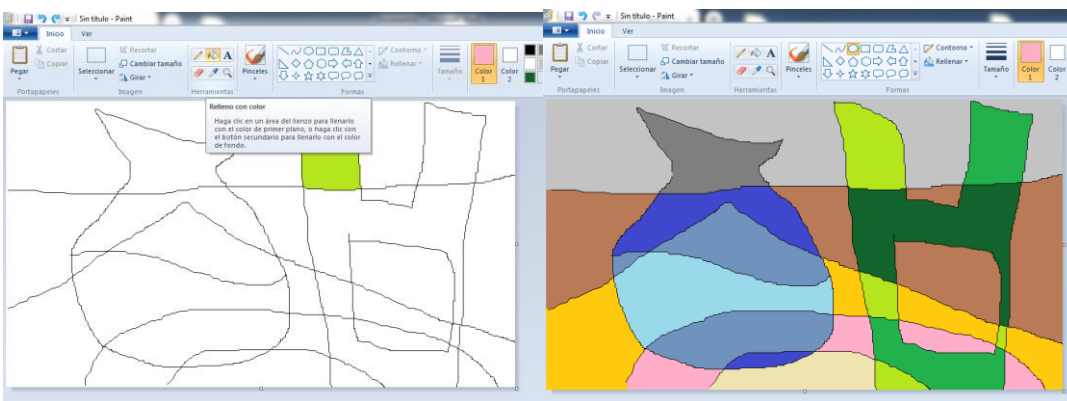 Sin título - Paint
Inicio Ver
Pegar
Cortar
Copiar
Portapapeles
Seleccionar
Recortar
Cambiar tamaño
Girar
Imagen
A
Herramientas
Pinceles
Contorno
Rellenar
Formas
Tamaño
Color 1
Color 2
Relleno con color
Haga clic en un área del lienzo para llenarlo
con el color de primer plano, o haga clic con
el botón secundario para llenarlo con el color
de fondo.
Sin título - Paint
Inicio Ver
Pegar
Cortar
Copiar
Portapapeles
Seleccionar
Recortar
Cambiar tamaño
Girar
Imagen
A
Herramientas
Pinceles
Contorno
Rellenar
Formas
Tamaño
Color 1
Color 2